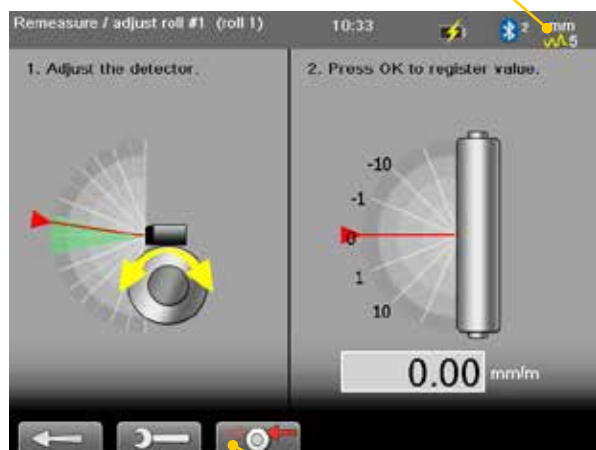 Remeasure / adjust roll #1 (roll 1) 10:33 2 mm
5
1. Adjust the detector.
2. Press OK to register value.
-10
-1
0
1
10
0.00 mm/m